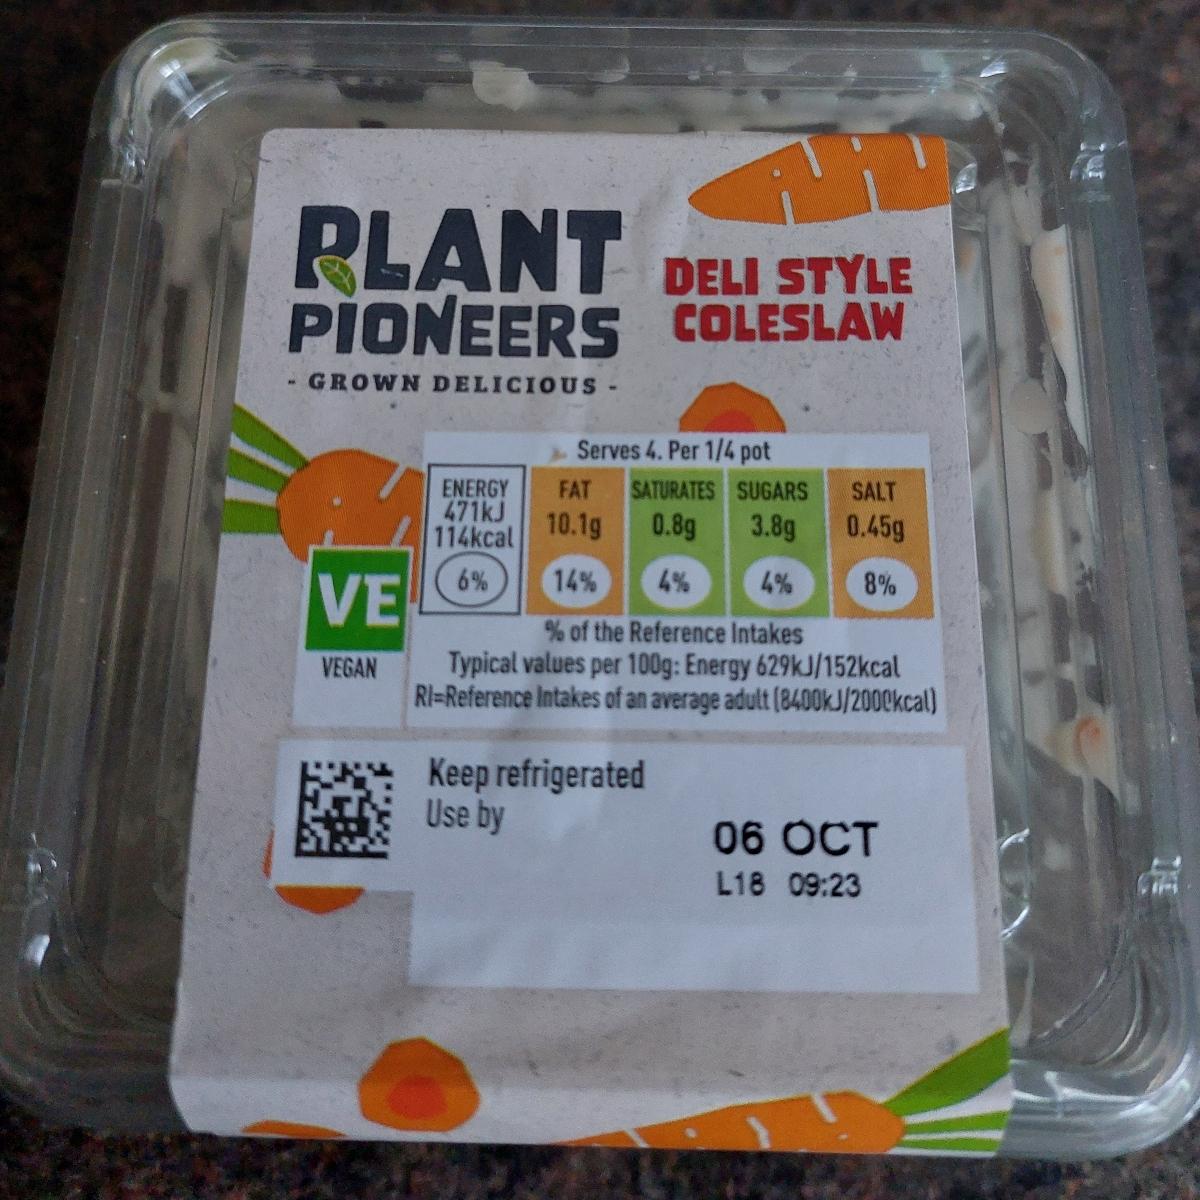 PLANT
PIONEERS
- GROWN DELICIOUS -
DELI STYLE
COLESLAW
Serves 4. Per 1/4 pot
ENERGY
471kJ
114kcal
6%
FAT
10.1g
14%
SATURATES
0.8g
4%
SUGARS
3.8g
4%
SALT
0.45g
8%
% of the Reference Intakes
Typical values per 100g: Energy 629kJ/152kcal
RI=Reference Intakes of an average adult (8400kJ/2000kcal)
VE
VEGAN
Keep refrigerated
Use by
06 OCT
L18 09:23